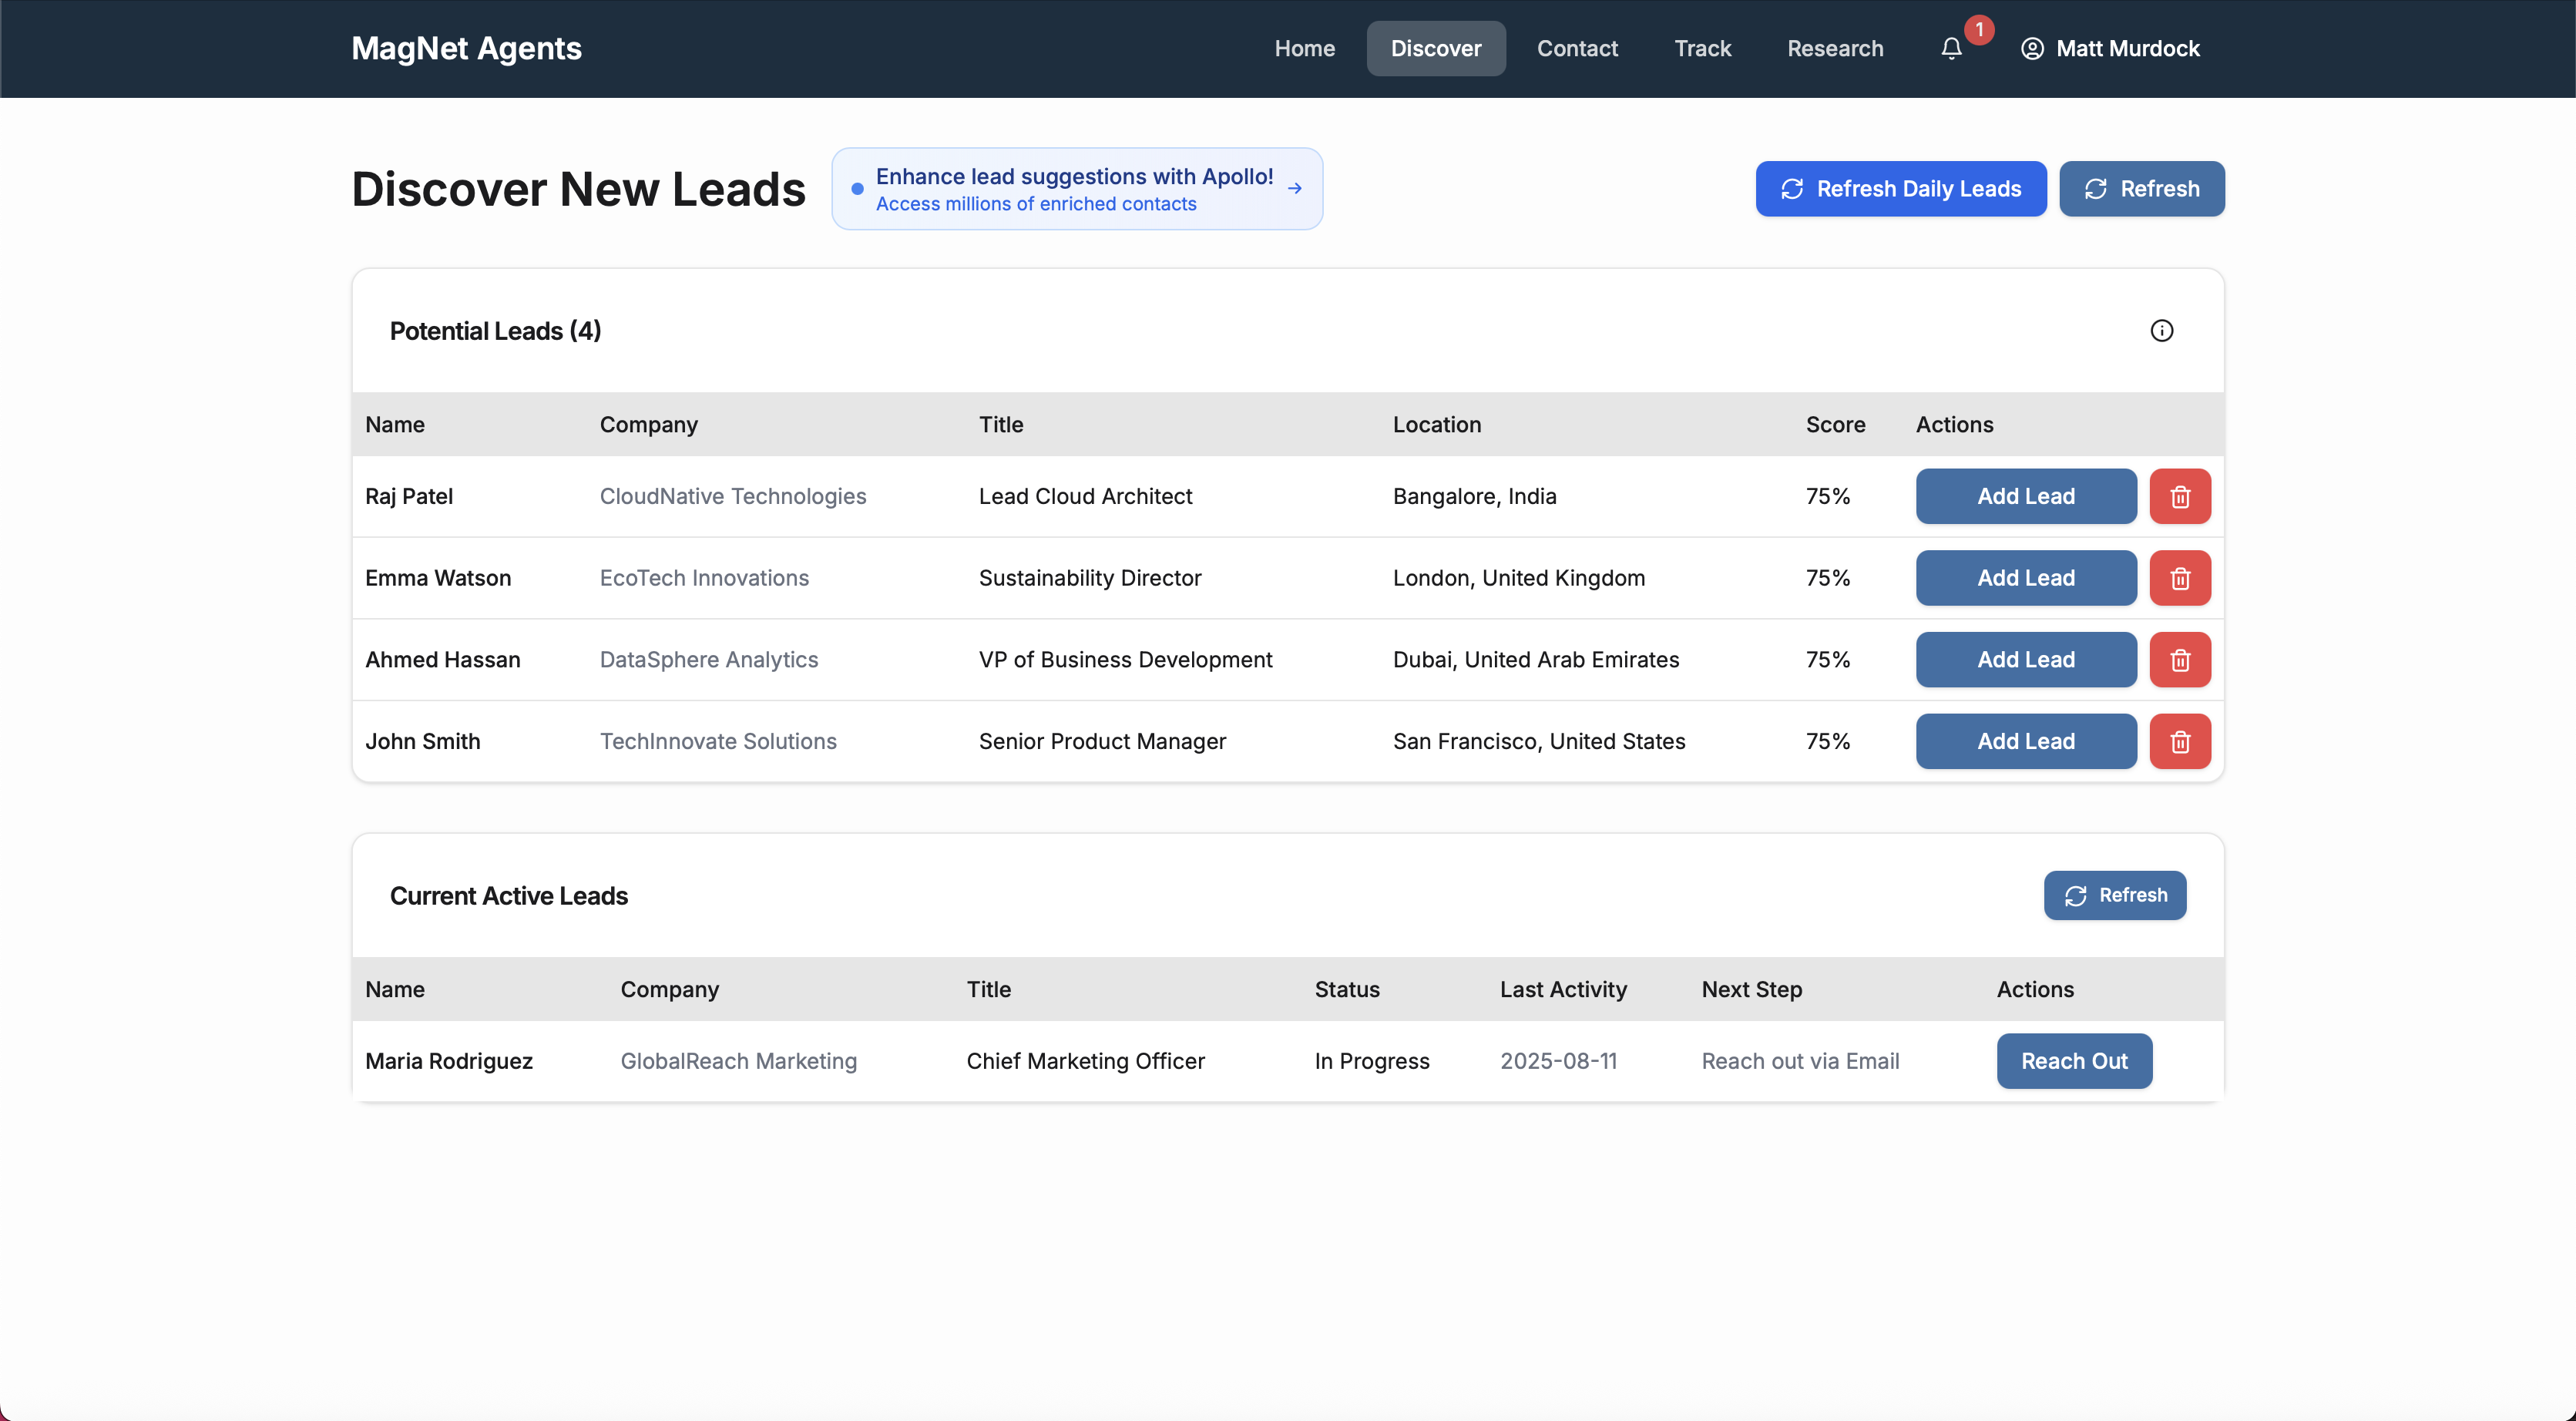 MagNet Agents
Home Discover Contact Track Research 1 Matt Murdock
Discover New Leads
Enhance lead suggestions with Apollo!
Access millions of enriched contacts
Refresh Daily Leads Refresh
Potential Leads (4)
Name Company Title Location Score Actions
Raj Patel CloudNative Technologies Lead Cloud Architect Bangalore, India 75% Add Lead
Emma Watson EcoTech Innovations Sustainability Director London, United Kingdom 75% Add Lead
Ahmed Hassan DataSphere Analytics VP of Business Development Dubai, United Arab Emirates 75% Add Lead
John Smith TechInnovate Solutions Senior Product Manager San Francisco, United States 75% Add Lead
Current Active Leads Refresh
Name Company Title Status Last Activity Next Step Actions
Maria Rodriguez GlobalReach Marketing Chief Marketing Officer In Progress 2025-08-11 Reach out via Email Reach Out